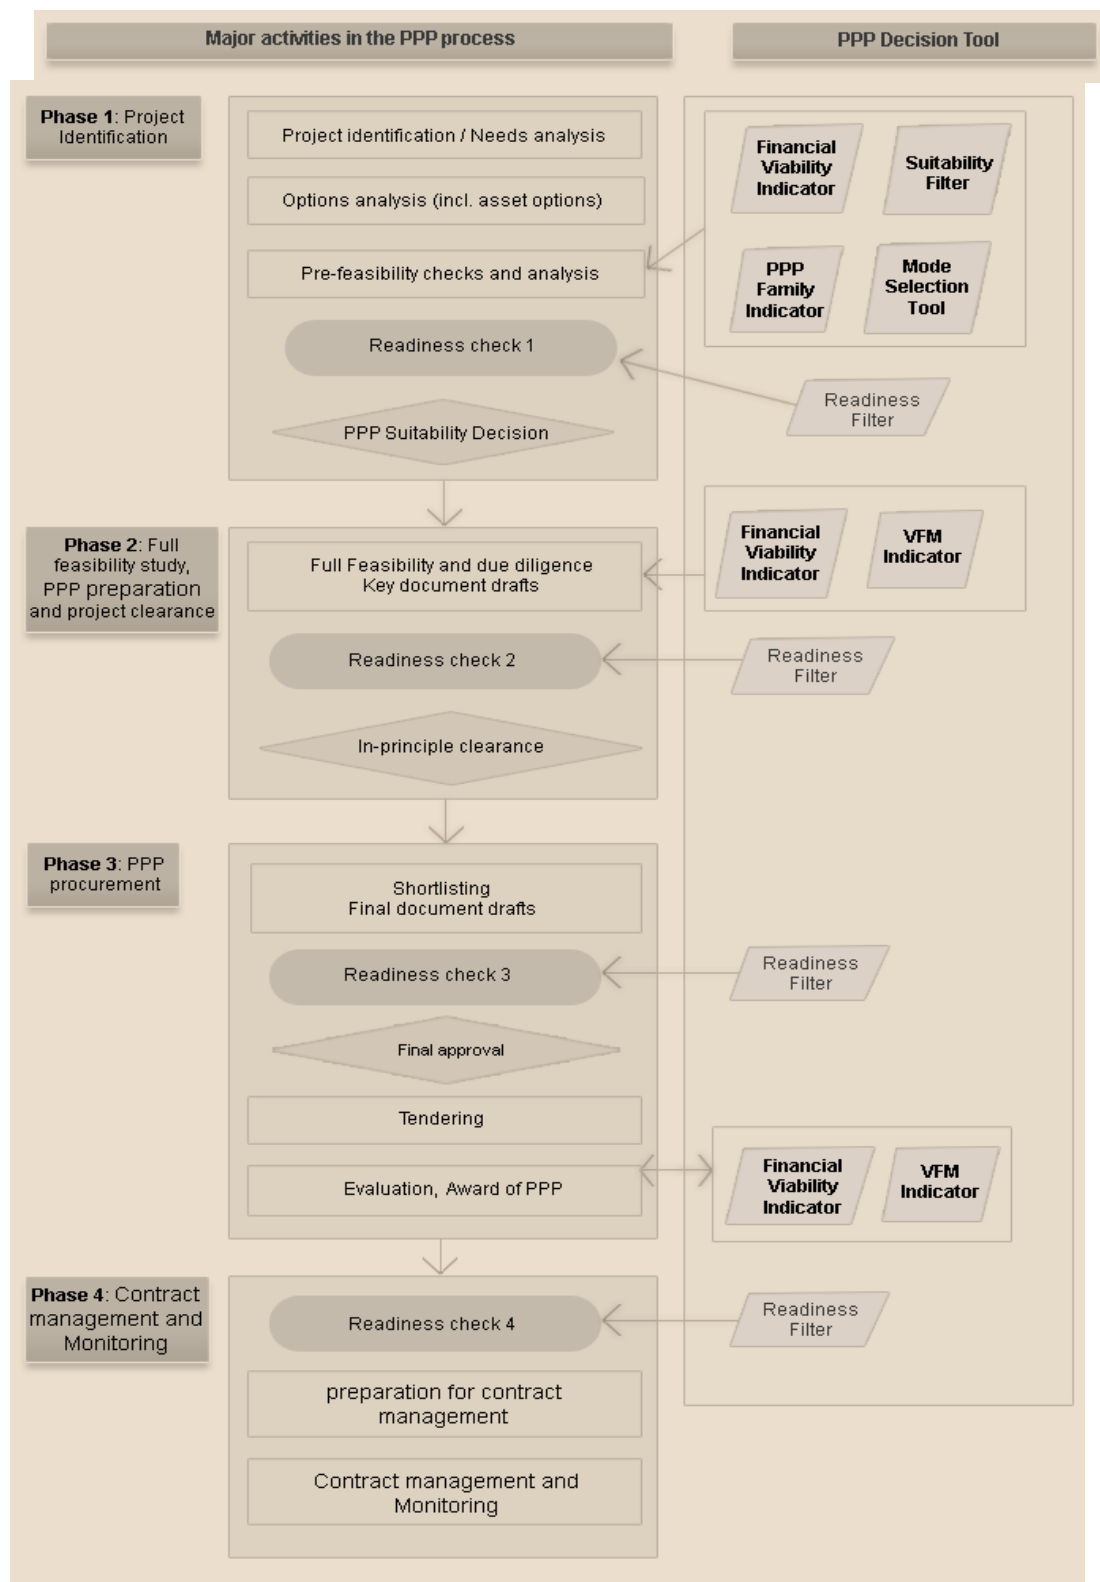 Major activities in the PPP process
PPP Decision Tool
Phase 1: Project
Identification
Project identification / Needs analysis
Options analysis (incl. asset options)
Pre-feasibility checks and analysis
Readiness check 1
PPP Suitability Decision
Financial
Viability
Indicator
Suitability
Filter
PPP
Family
Indicator
Mode
Selection
Tool
Readiness
Filter
Phase 2: Full
feasibility study,
PPP preparation
and project clearance
Full Feasibility and due diligence
Key document drafts
Readiness check 2
In-principle clearance
Financial
Viability
Indicator
VFM
Indicator
Readiness
Filter
Phase 3: PPP
procurement
Shortlisting
Final document drafts
Readiness check 3
Final approval
Tendering
Evaluation, Award of PPP
Readiness
Filter
Financial
Viability
Indicator
VFM
Indicator
Phase 4: Contract
management and
Monitoring
Readiness check 4
preparation for contract
management
Contract management and
Monitoring
Readiness
Filter